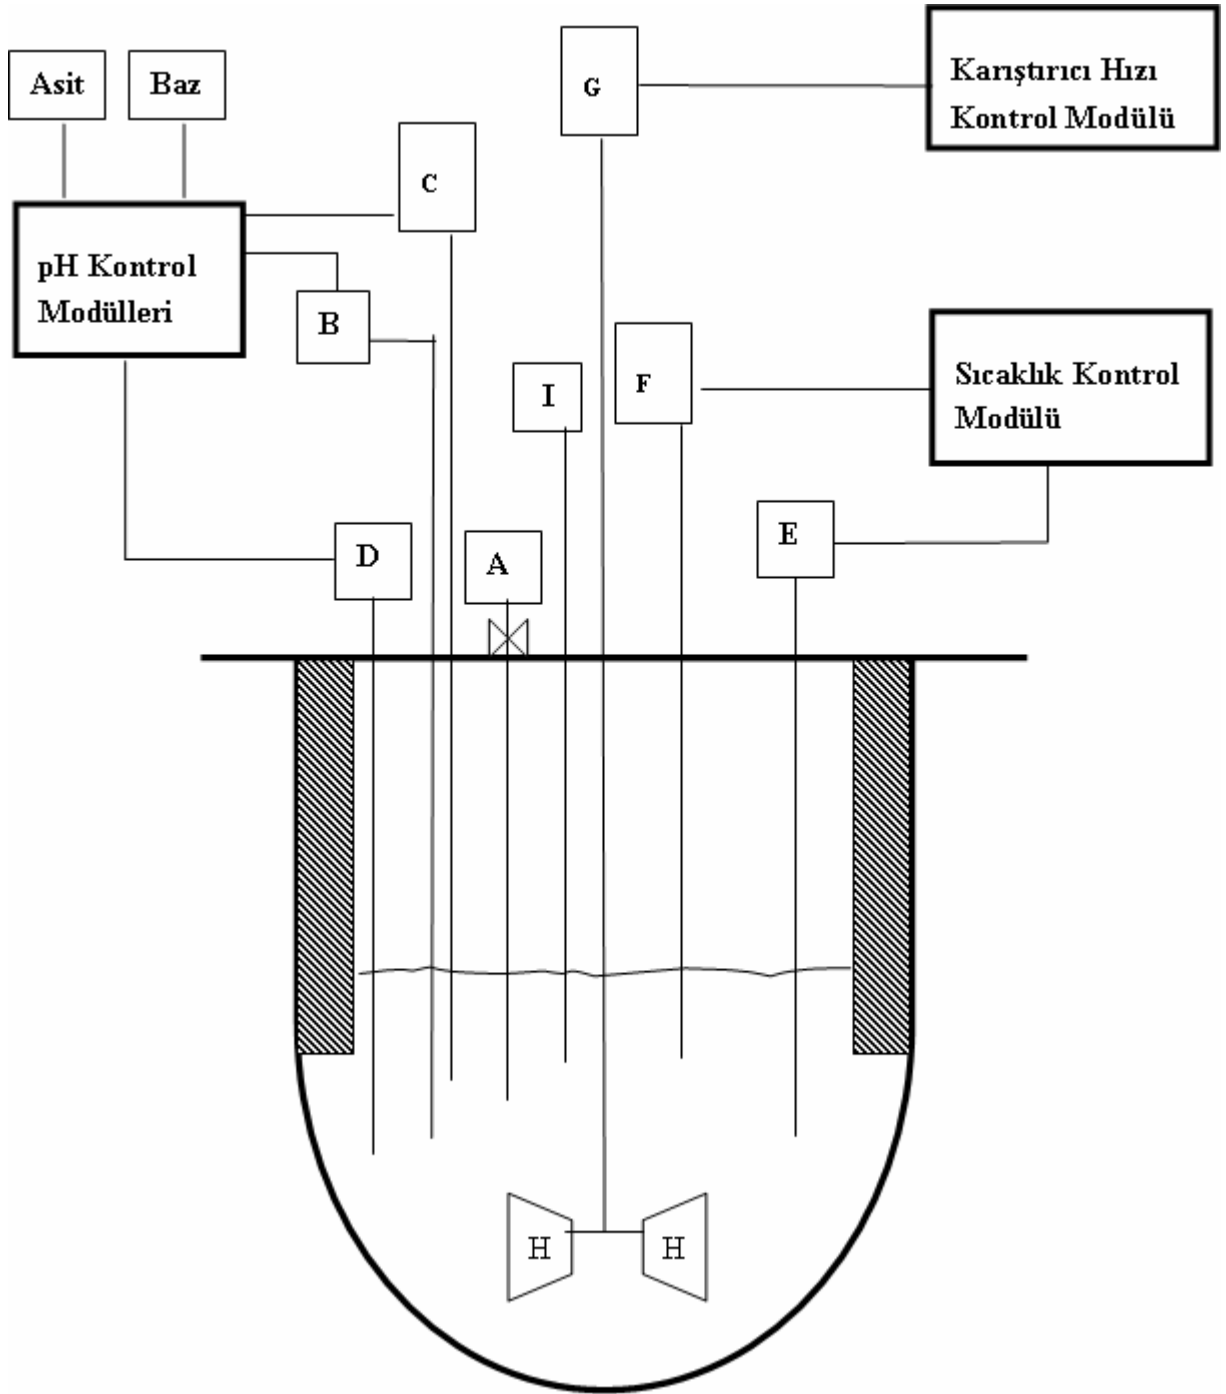 Asit
Baz
G
Karıştırıcı Hızı
Kontrol Modülü
C
pH Kontrol
Modülleri
B
I
F
Sıcaklık Kontrol
Modülü
D
A
E
H
H